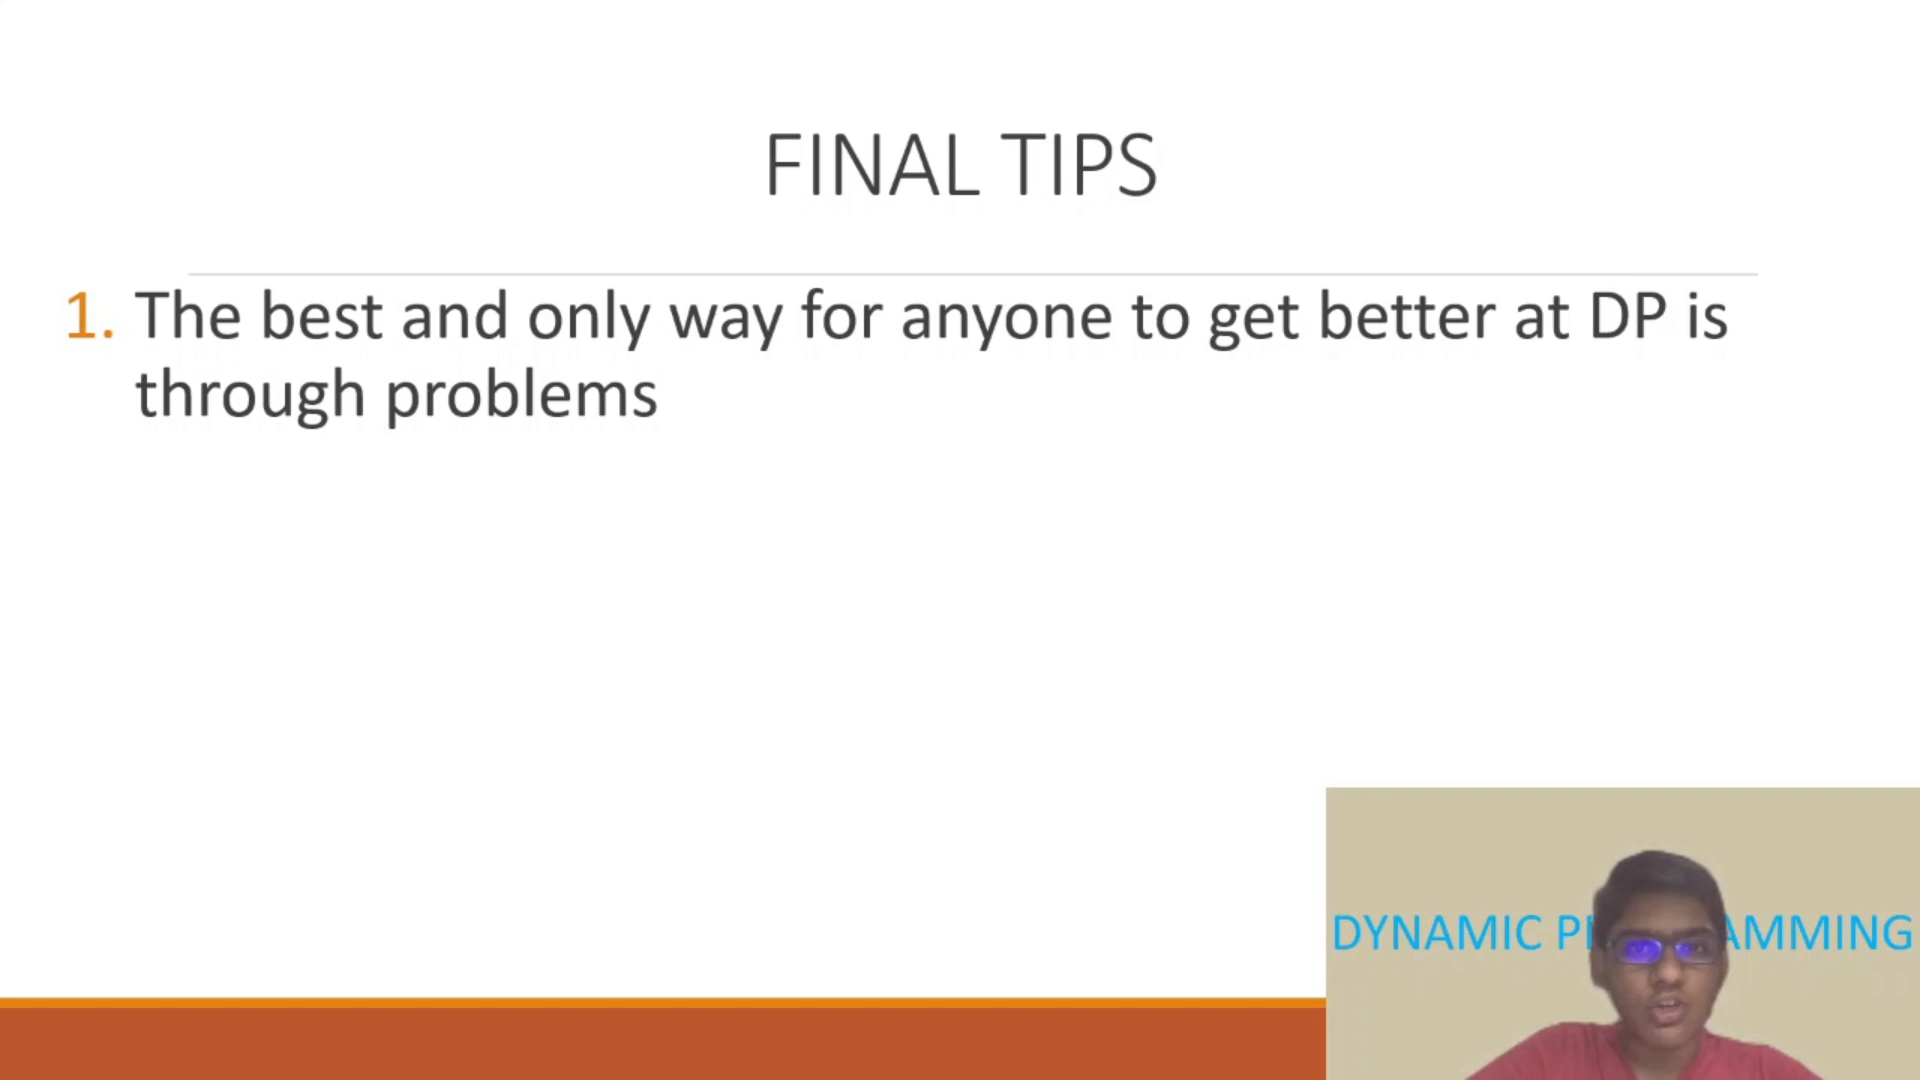 FINAL TIPS
1. The best and only way for anyone to get better at DP is
through problems
DYNAMIC P AMMING